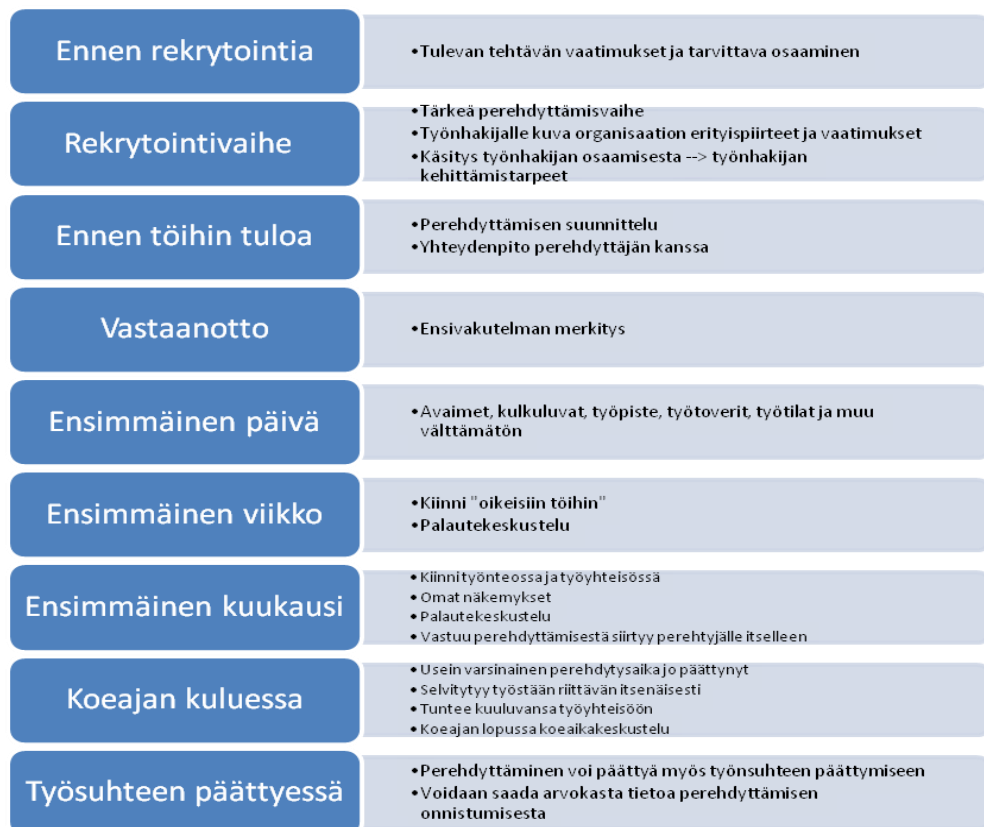 Ennen rekrytointia
•Tulevan tehtävän vaatimukset ja tarvittava osaaminen
Rekrytointivaihe
•Tärkeä perehdyttämisvaihe
•Työnhakijalle kuva organisaation erityispiirteet ja vaatimukset
•Käsitys työnhakijan osaamisesta --> työnhakijan
kehittämistarpeet
Ennen töihin tuloa
•Perehdyttämisen suunnittelu
•Yhteydenpito perehdyttäjän kanssa
Vastaanotto
•Ensivakutelman merkitys
Ensimmäinen päivä
•Avaimet, kulkuluvat, työpiste, työtoverit, työtilat ja muu
välttämätön
Ensimmäinen viikko
•Kiinni "oikeisiin töihin"
•Palautekeskustelu
Ensimmäinen kuukausi
•Kiinni työnteossa ja työyhteisössä
•Omat näkemykset
•Palautekeskustelu
•Vastuu perehdyttämisestä siirtyy perehtyjälle itselleen
Koeajan kuluessa
•Usein varsinainen perehdytysaika jo päättynyt
•Selvitytyy työstään riittävän itsenäisesti
•Tuntee kuuluvansa työyhteisöön
•Koeajan lopussa koeaikakeskustelu
Työsuhteen päättyessä
•Perehdyttäminen voi päättyä myös työnsuhteen päättymiseen
•Voidaan saada arvokasta tietoa perehdyttämisen
onnistumisesta